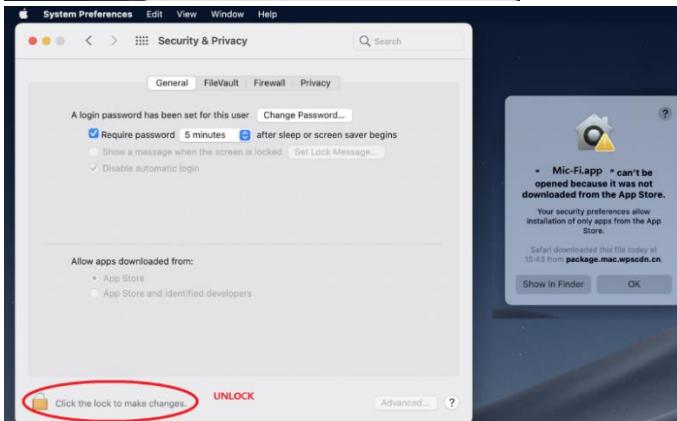 System Preferences Edit View Window Help
Security & Privacy
Search
General FileVault Firewall Privacy
A login password has been set for this user Change Password...
Require password 5 minutes after sleep or screen saver begins
Show a message when the screen is locked Set Lock Message...
Disable automatic login
Allow apps downloaded from:
App Store
App Store and identified developers
Click the lock to make changes.
UNLOCK
Advanced... ?
?
" Mic-Fi.app " can't be
opened because it was not
downloaded from the App Store.
Your security preferences allow
installation of only apps from the App
Store.
Safari downloaded this file today at
15:43 from package.mac.wpscdn.cn.
Show in Finder OK